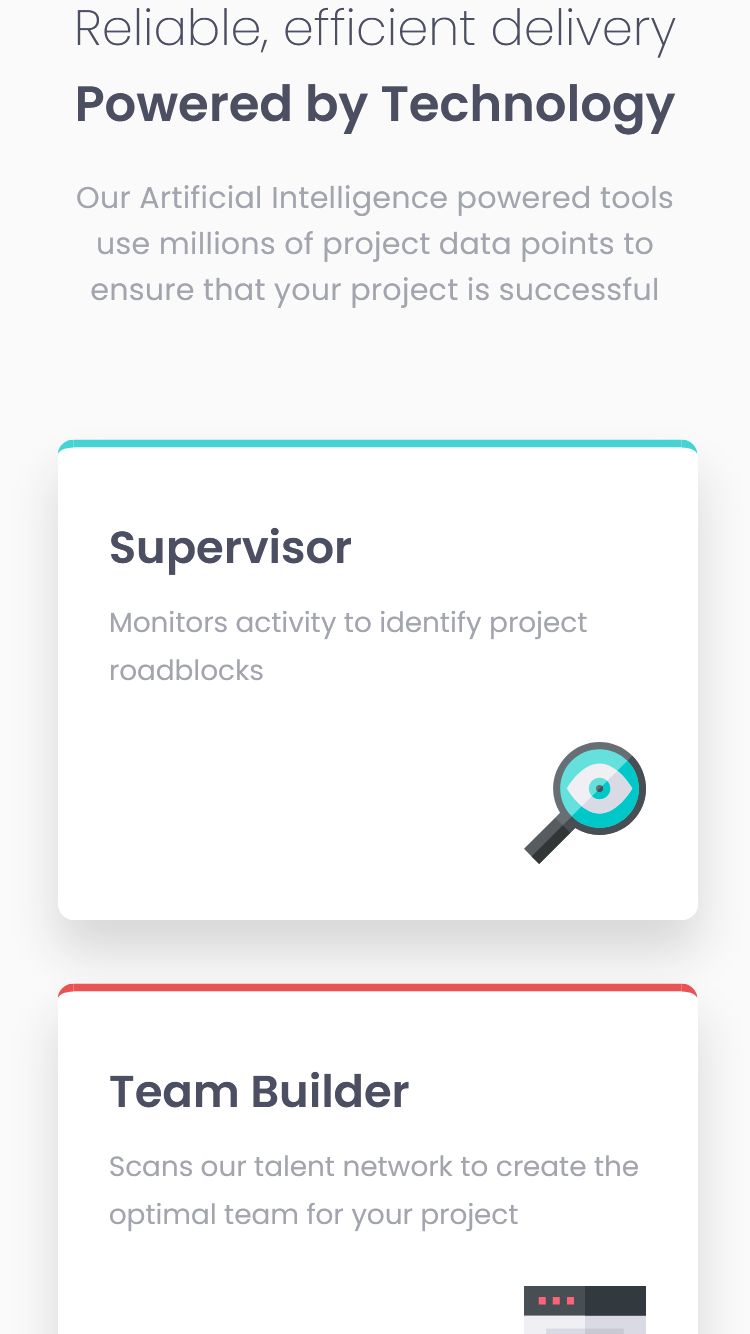 Reliable, efficient delivery
Powered by Technology
Our Artificial Intelligence powered tools
use millions of project data points to
ensure that your project is successful
Supervisor
Monitors activity to identify project
roadblocks
Team Builder
Scans our talent network to create the
optimal team for your project